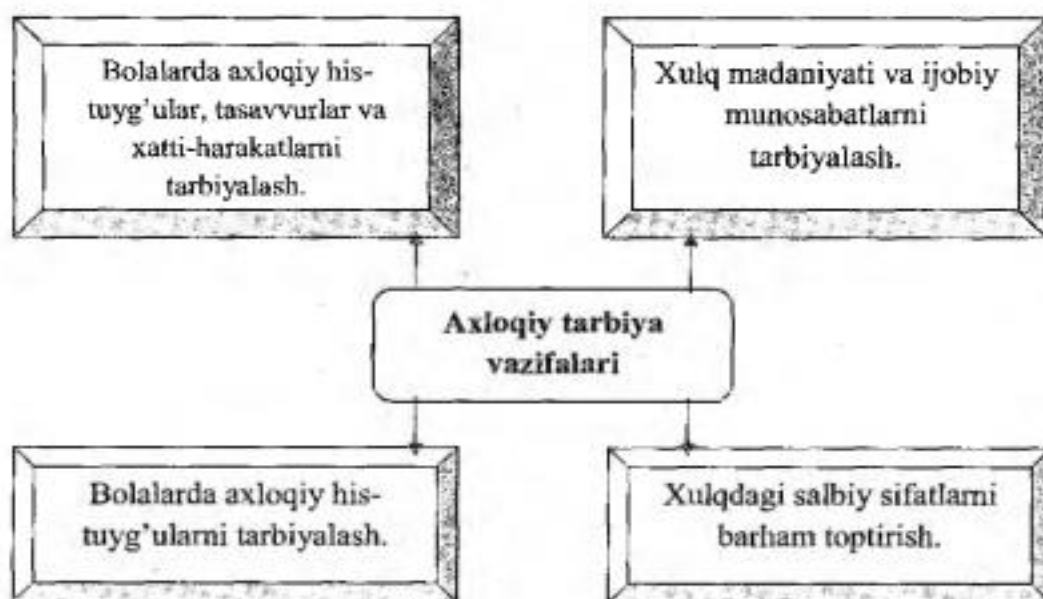 Bolalarda axloqiy his-
tuyg’ular, tasavvurlar va
xatti-harakatlarni
tarbiyalash.
Xulq madaniyati va ijobiy
munosabatlarni
tarbiyalash.
Axloqiy tarbiya
vazifalari
Bolalarda axloqiy his-
tuyg’ularni tarbiyalash.
Xulqdagi salbiy sifatlarni
barham toptirish.